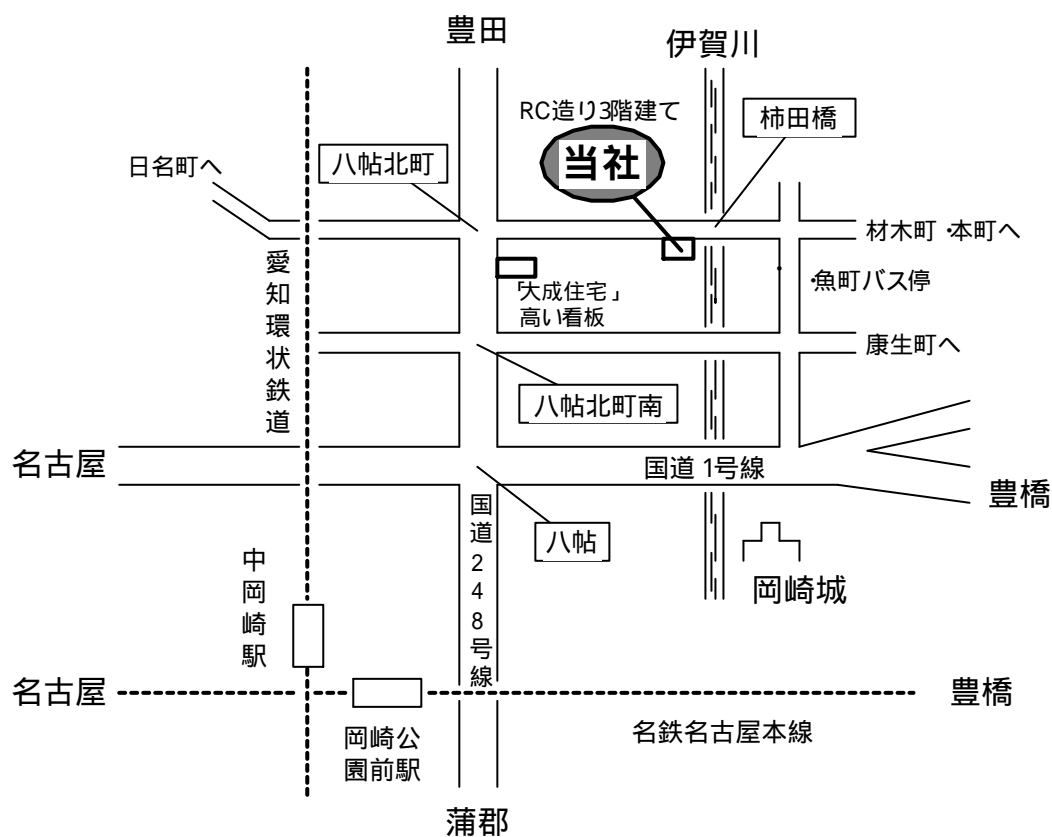 豊田
伊賀川
RC造り3階建て
柿田橋
八帖北町
当社
日名町へ
材木町・本町へ
愛知環状鉄道
・魚町バス停
「大成住宅」
高い看板
康生町へ
八帖北町南
名古屋
国道1号線
豊橋
国道248号線
八帖
中岡崎駅
岡崎城
名古屋
豊橋
岡崎公
園前駅
名鉄名古屋本線
蒲郡